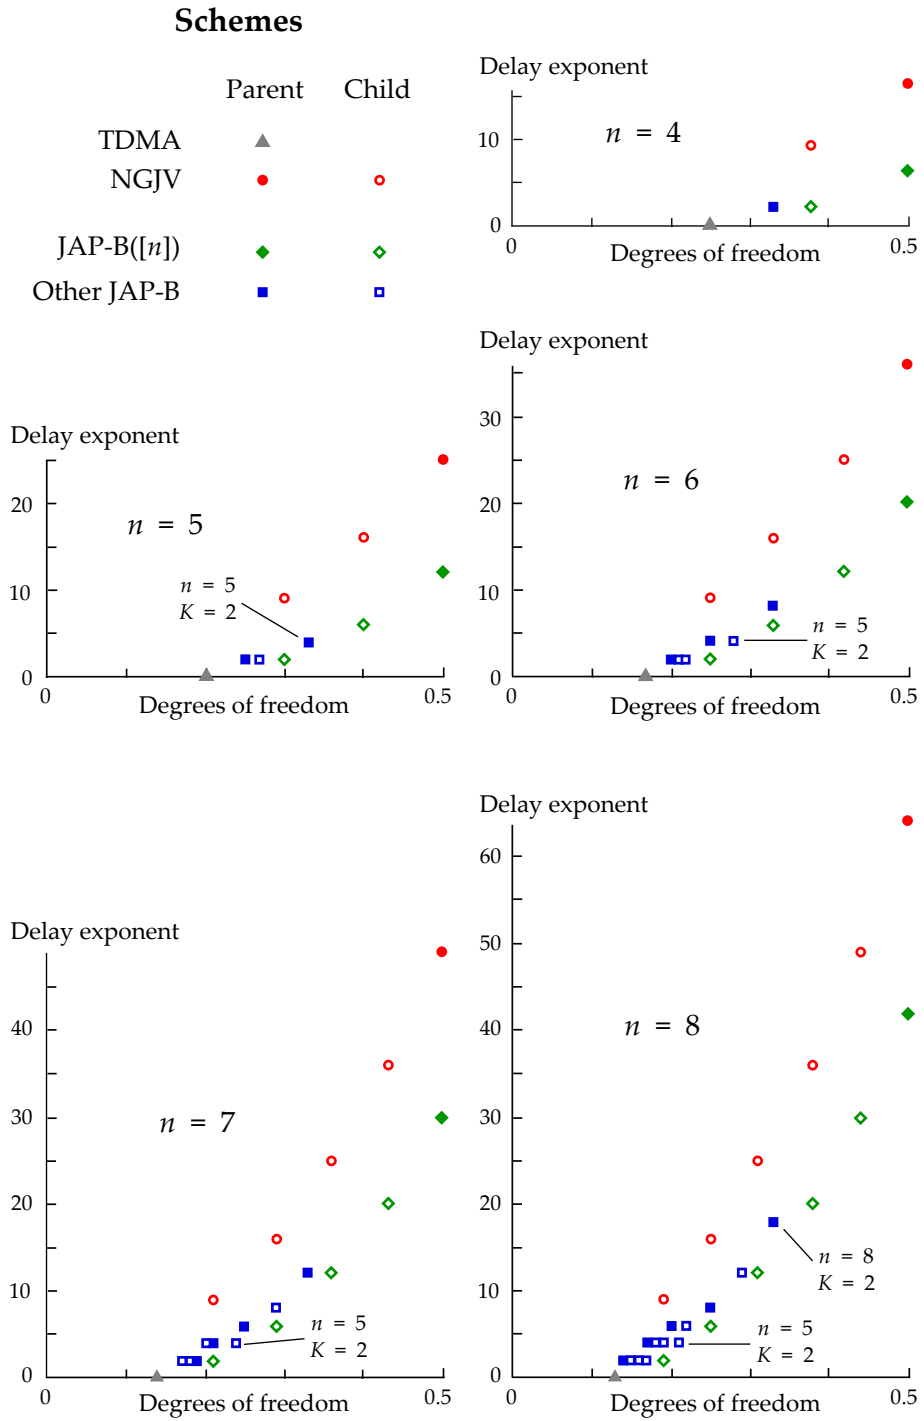 Schemes
Parent Child
TDMA
NGJV
JAP-B([n])
Other JAP-B
Delay exponent
n = 4
10
0
0 Degrees of freedom 0.5
Delay exponent
n = 5
20
10
0
n = 5
K = 2
0 Degrees of freedom 0.5
Delay exponent
n = 6
30
20
10
0
n = 5
K = 2
0 Degrees of freedom 0.5
Delay exponent
n = 7
40
30
20
10
0
n = 5
K = 2
0 Degrees of freedom 0.5
Delay exponent
n = 8
60
50
40
30
20
10
0
n = 8
K = 2
n = 5
K = 2
0 Degrees of freedom 0.5